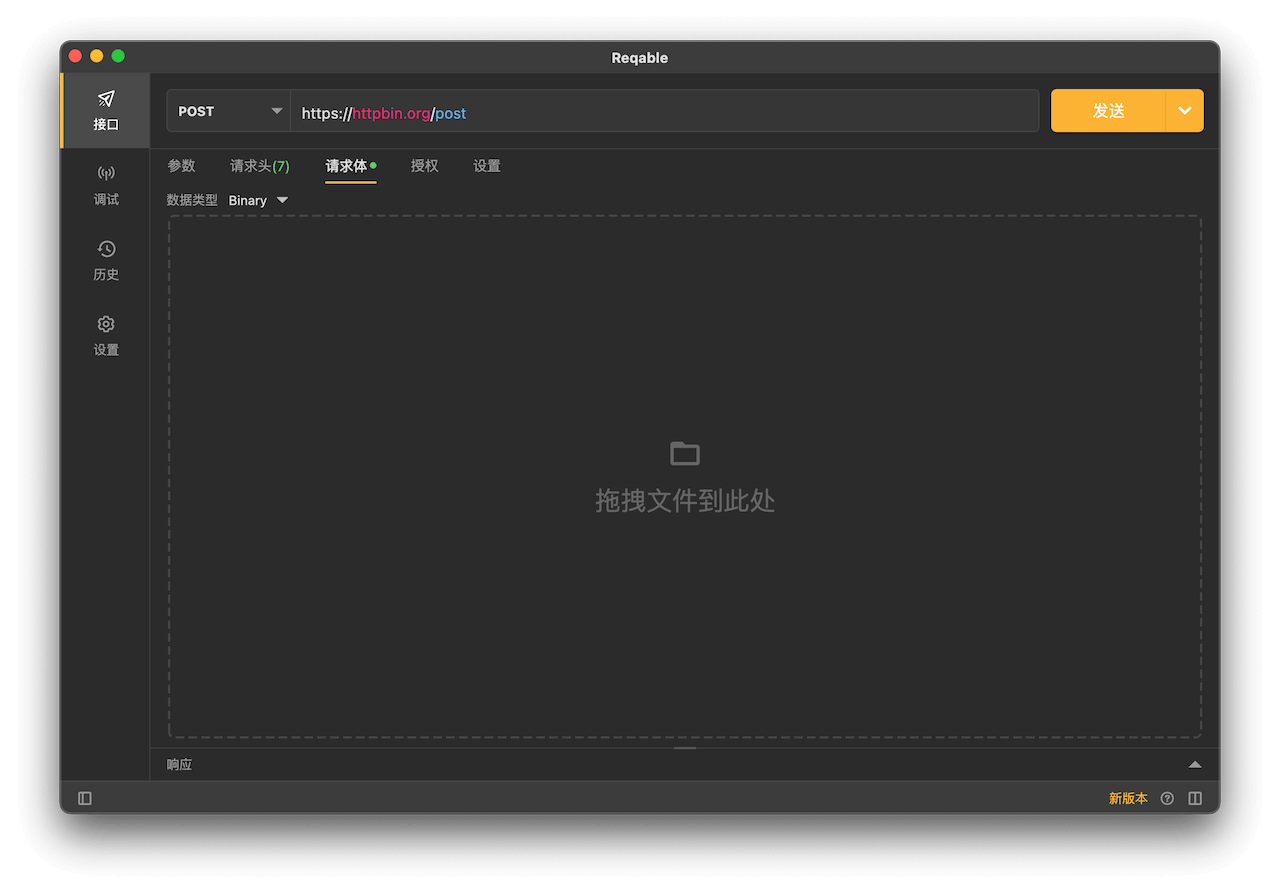 Reqable
接口
调试
历史
设置
POST
https://httpbin.org/post
发送
参数 请求头(7) 请求体 授权 设置
数据类型 Binary
拖拽文件到此处
响应
新版本